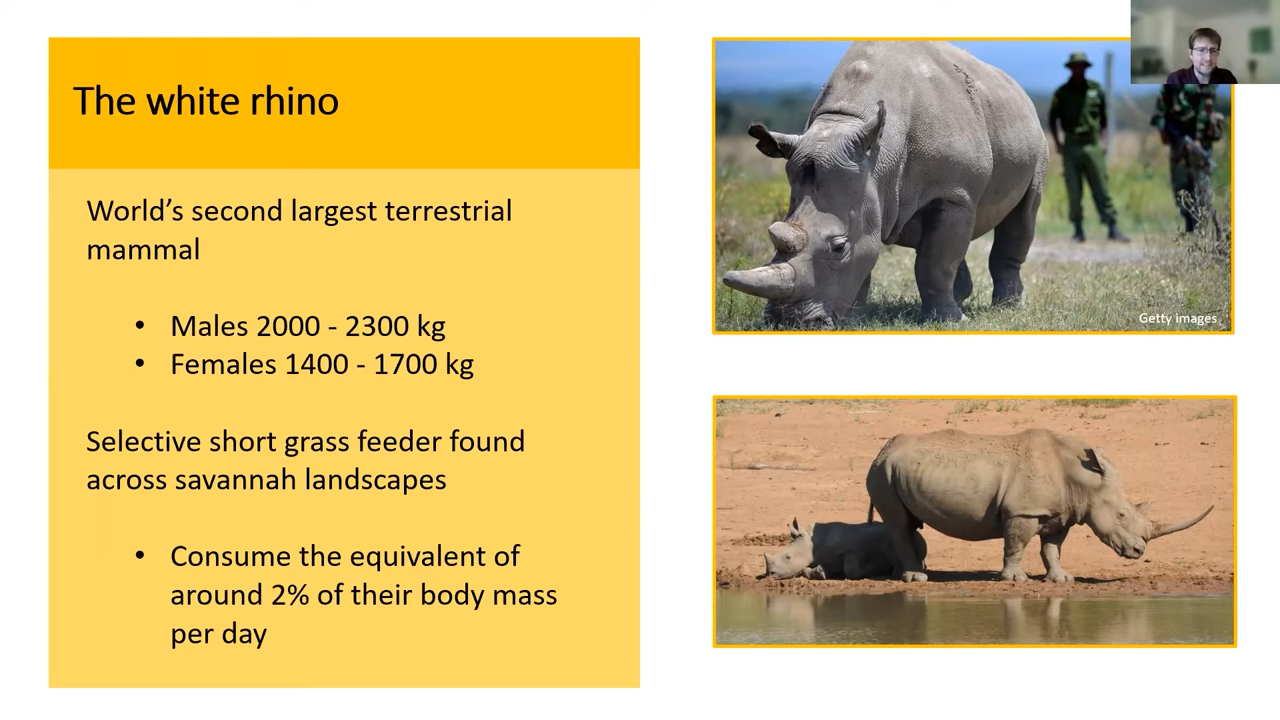 The white rhino
World's second largest terrestrial
mammal
• Males 2000 - 2300 kg
• Females 1400 - 1700 kg
Selective short grass feeder found
across savannah landscapes
• Consume the equivalent of
around 2% of their body mass
per day
Getty images